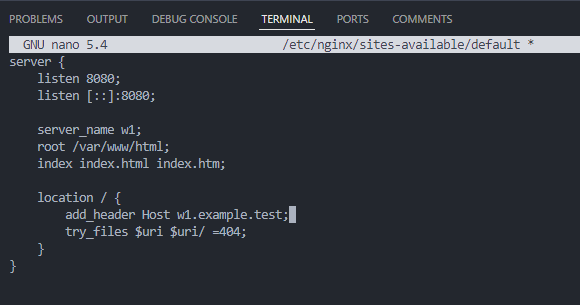 PROBLEMS OUTPUT DEBUG CONSOLE TERMINAL PORTS COMMENTS
GNU nano 5.4 /etc/nginx/sites-available/default *
server {
    listen 8080;
    listen [::]:8080;

    server_name w1;
    root /var/www/html;
    index index.html index.htm;

    location / {
        add_header Host w1.example.test;
        try_files $uri $uri/ =404;
    }
}